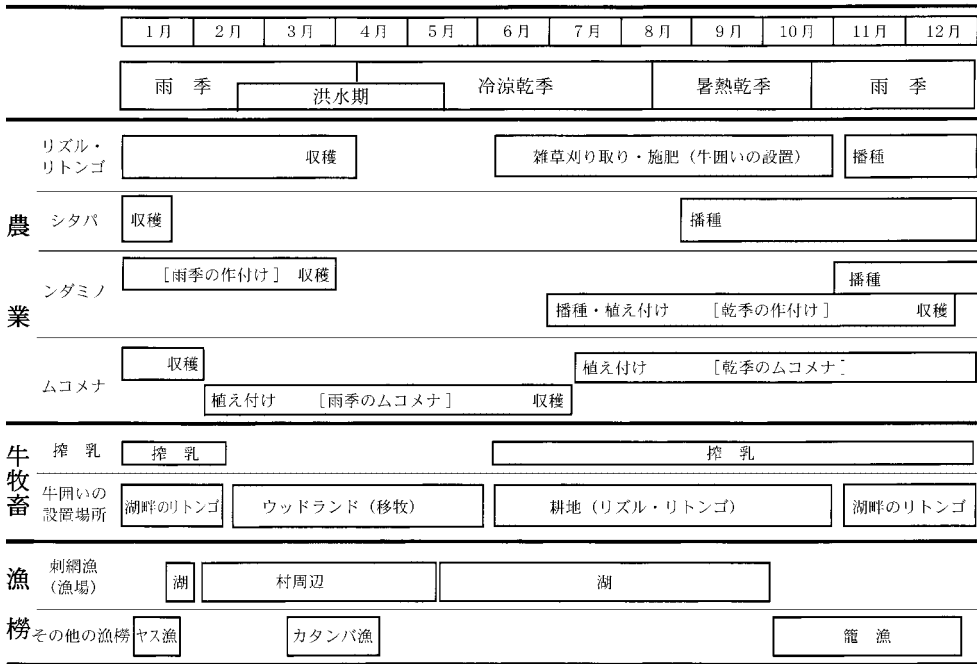 1月 2月 3月 4月 5月 6月 7月 8月 9月 10月 11月 12月
雨 季 洪水期 冷涼乾季 暑熱乾季 雨 季
農業
リズル・
リトンゴ
収穫 雑草刈り取り・施肥(牛囲いの設置) 播種
シタパ 収穫 播種
ンダミノ
[雨季の作付け] 収穫 播種
播種・植え付け [乾季の作付け] 収穫
ムコメナ
収穫 植え付け [乾季のムコメナ]
植え付け [雨季のムコメナ] 収穫
牛牧畜
搾 乳 搾 乳 搾 乳
牛囲いの
設置場所
湖畔のリトンゴ ウッドランド(移牧) 耕地(リズル・リトンゴ) 湖畔のリトンゴ
漁撈
刺網漁
(漁場)
湖 村周辺 湖
その他の漁撈 ヤス漁 カタンバ漁 籠 漁